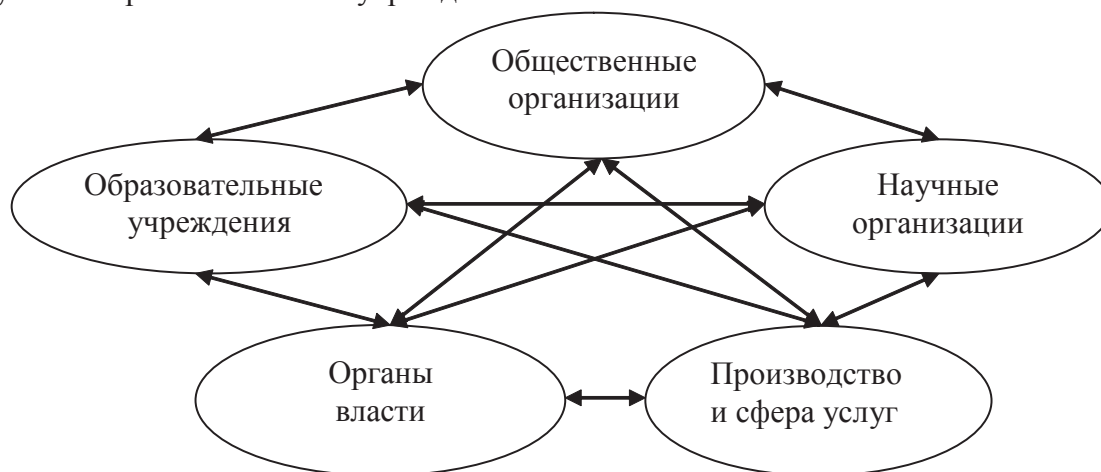 Общественные
организации
Образовательные
учреждения
Научные
организации
Органы
власти
Производство
и сфера услуг